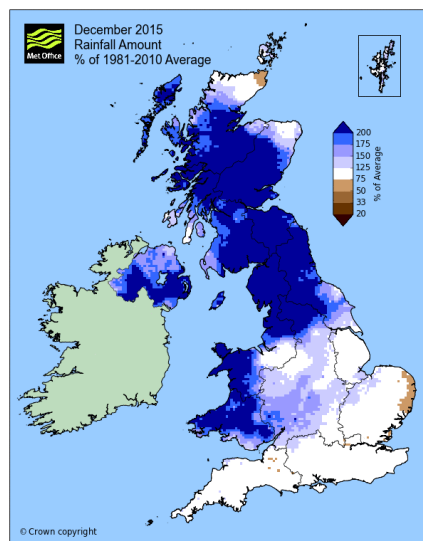 December 2015
Rainfall Amount
% of 1981-2010 Average
Met Office
200
175
150
125
75
50
33
20
% of Average
© Crown copyright